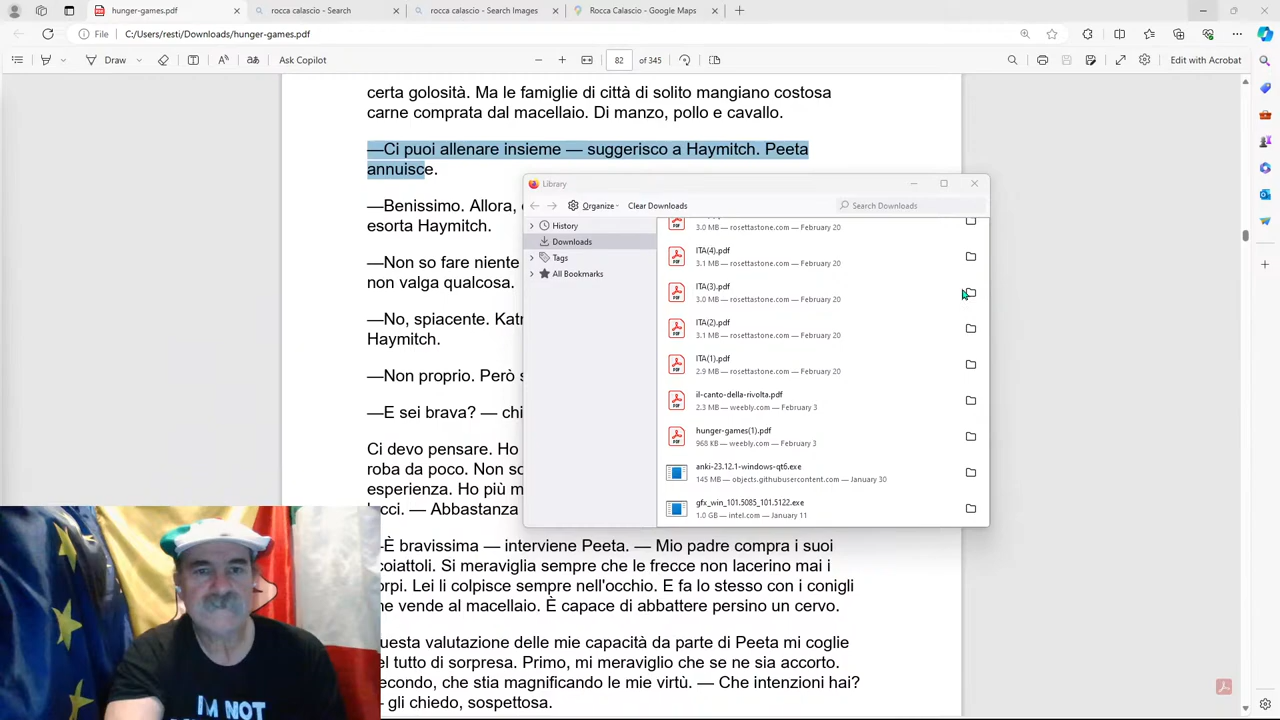 hunger-games.pdf
rocca calascio - Search
rocca calascio - Search Images
Rocca Calascio - Google Maps
File
C:/Users/resti/Downloads/hunger-games.pdf
Draw
Ask Copilot
82
of 345
Edit with Acrobat
certa golosità. Ma le famiglie di città di solito mangiano costosa
carne comprata dal macellaio. Di manzo, pollo e cavallo.
—Ci puoi allenare insieme — suggerisco a Haymitch. Peeta
annuisce.
—Benissimo. Allora,
esorta Haymitch.
—Non so fare niente
non valga qualcosa.
—No, spiacente.
Haymitch.
—Non proprio. Però
—E sei brava? —
Ci devo pensare. Ho
roba da poco. Non
esperienza. Ho più
— Abbastanza
È bravissima — interviene Peeta. — Mio padre compra i suoi
coiattoli. Si meraviglia sempre che le frecce non lacerino mai i
orpi. Lei li colpisce sempre nell'occhio. E fa lo stesso con i conigli
e vende al macellaio. È capace di abbattere persino un cervo.
uesta valutazione delle mie capacità da parte di Peeta mi coglie
el tutto di sorpresa. Primo, mi meraviglio che se ne sia accorto.
econdo, che stia magnificando le mie virtù. — Che intenzioni hai?
— gli chiedo, sospettosa.
Library
Organize
Clear Downloads
Search Downloads
History
Downloads
Tags
All Bookmarks
3.0 MB — rosettastone.com — February 20
ITA(4).pdf
3.1 MB — rosettastone.com — February 20
ITA(3).pdf
3.0 MB — rosettastone.com — February 20
ITA(2).pdf
3.1 MB — rosettastone.com — February 20
ITA(1).pdf
2.9 MB — rosettastone.com — February 20
il-canto-della-rivolta.pdf
2.3 MB — weebly.com — February 3
hunger-games(1).pdf
968 KB — weebly.com — February 3
anki-23.12.1-windows-qt6.exe
145 MB — objects.githubusercontent.com — January 30
gfx_win_101.5085_101.5122.exe
1.0 GB — intel.com — January 11
I'M NOT